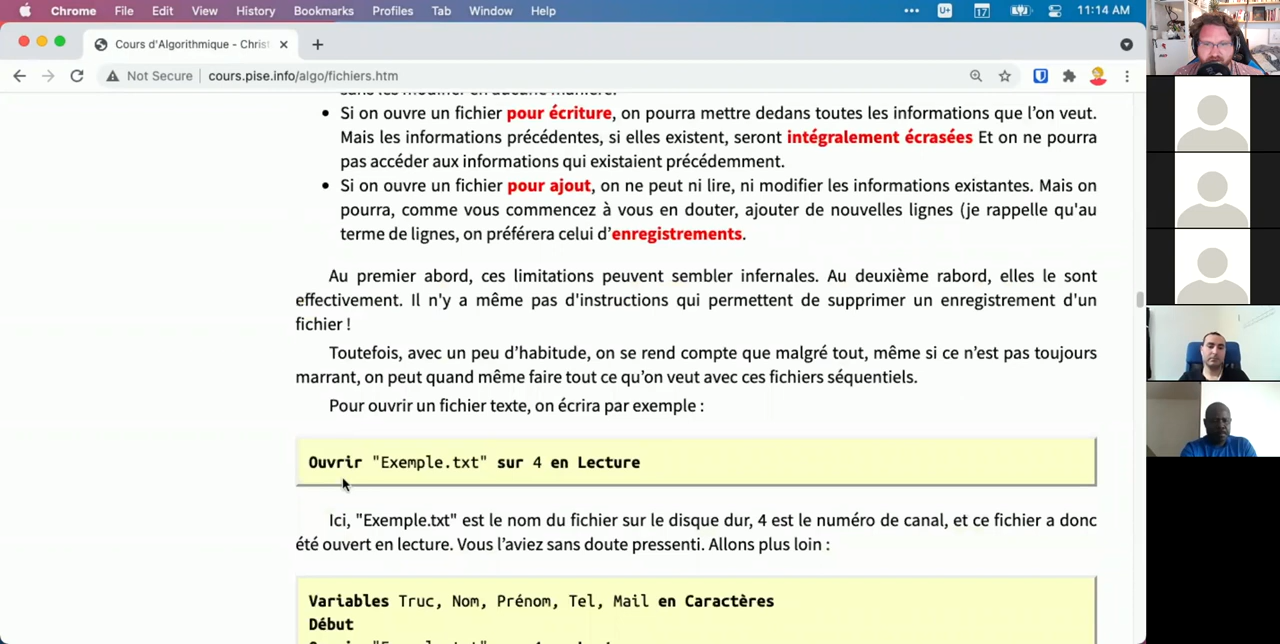 Chrome File Edit View History Bookmarks Profiles Tab Window Help ••• U+ 17 11:14 AM
Cours d'Algorithmique - Christ
Not Secure cours.pise.info/algo/fichiers.htm
sans les modifier en aucune manière.
• Si on ouvre un fichier pour écriture, on pourra mettre dedans toutes les informations que l'on veut.
Mais les informations précédentes, si elles existent, seront intégralement écrasées Et on ne pourra
pas accéder aux informations qui existaient précédemment.
• Si on ouvre un fichier pour ajout, on ne peut ni lire, ni modifier les informations existantes. Mais on
pourra, comme vous commencez à vous en douter, ajouter de nouvelles lignes (je rappelle qu'au
terme de lignes, on préférera celui d'enregistrements.
Au premier abord, ces limitations peuvent sembler infernales. Au deuxième rabord, elles le sont
effectivement. Il n'y a même pas d'instructions qui permettent de supprimer un enregistrement d'un
fichier !
Toutefois, avec un peu d'habitude, on se rend compte que malgré tout, même si ce n'est pas toujours
marrant, on peut quand même faire tout ce qu'on veut avec ces fichiers séquentiels.
Pour ouvrir un fichier texte, on écrira par exemple :
Ouvrir "Exemple.txt" sur 4 en Lecture
Ici, "Exemple.txt" est le nom du fichier sur le disque dur, 4 est le numéro de canal, et ce fichier a donc
été ouvert en lecture. Vous l'aviez sans doute pressenti. Allons plus loin :
Variables Truc, Nom, Prénom, Tel, Mail en Caractères
Début